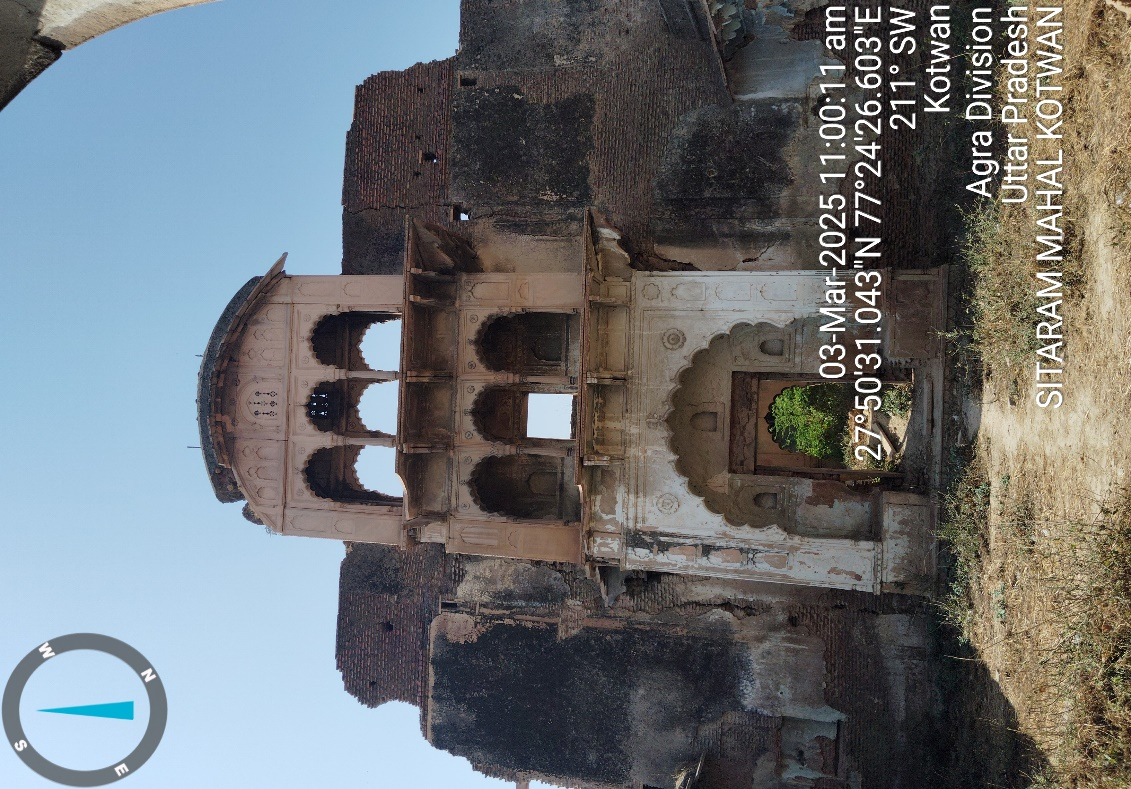 03-Mar-2025 11:00:11 am
27°50'31.043"N 77°24'26.603"E
211° SW
Kotwan
Agra Division
Uttar Pradesh
SITARAM MAHAL KOTWAN
W
N
S
E